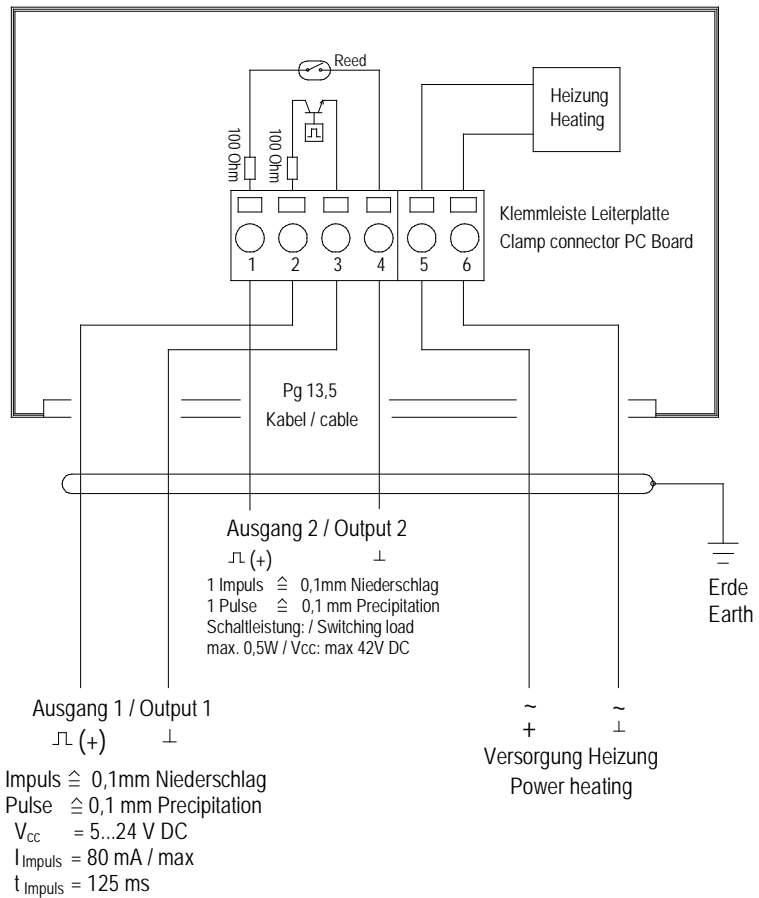 Reed
Heizung
Heating
100 Ohm
100 Ohm
Klemmleiste Leiterplatte
Clamp connector PC Board
1 2 3 4 5 6
Pg 13,5
Kabel / cable
Ausgang 2 / Output 2
⎍ (+) ⊥
1 Impuls ≙ 0,1mm Niederschlag
1 Pulse ≙ 0,1 mm Precipitation
Schaltleistung: / Switching load
max. 0,5W / Vcc: max 42V DC
Erde
Earth
Ausgang 1 / Output 1
⎍ (+) ⊥
Impuls ≙ 0,1mm Niederschlag
Pulse ≙ 0,1 mm Precipitation
Vcc = 5...24 V DC
I Impuls = 80 mA / max
t Impuls = 125 ms
~ ~
+ ⊥
Versorgung Heizung
Power heating